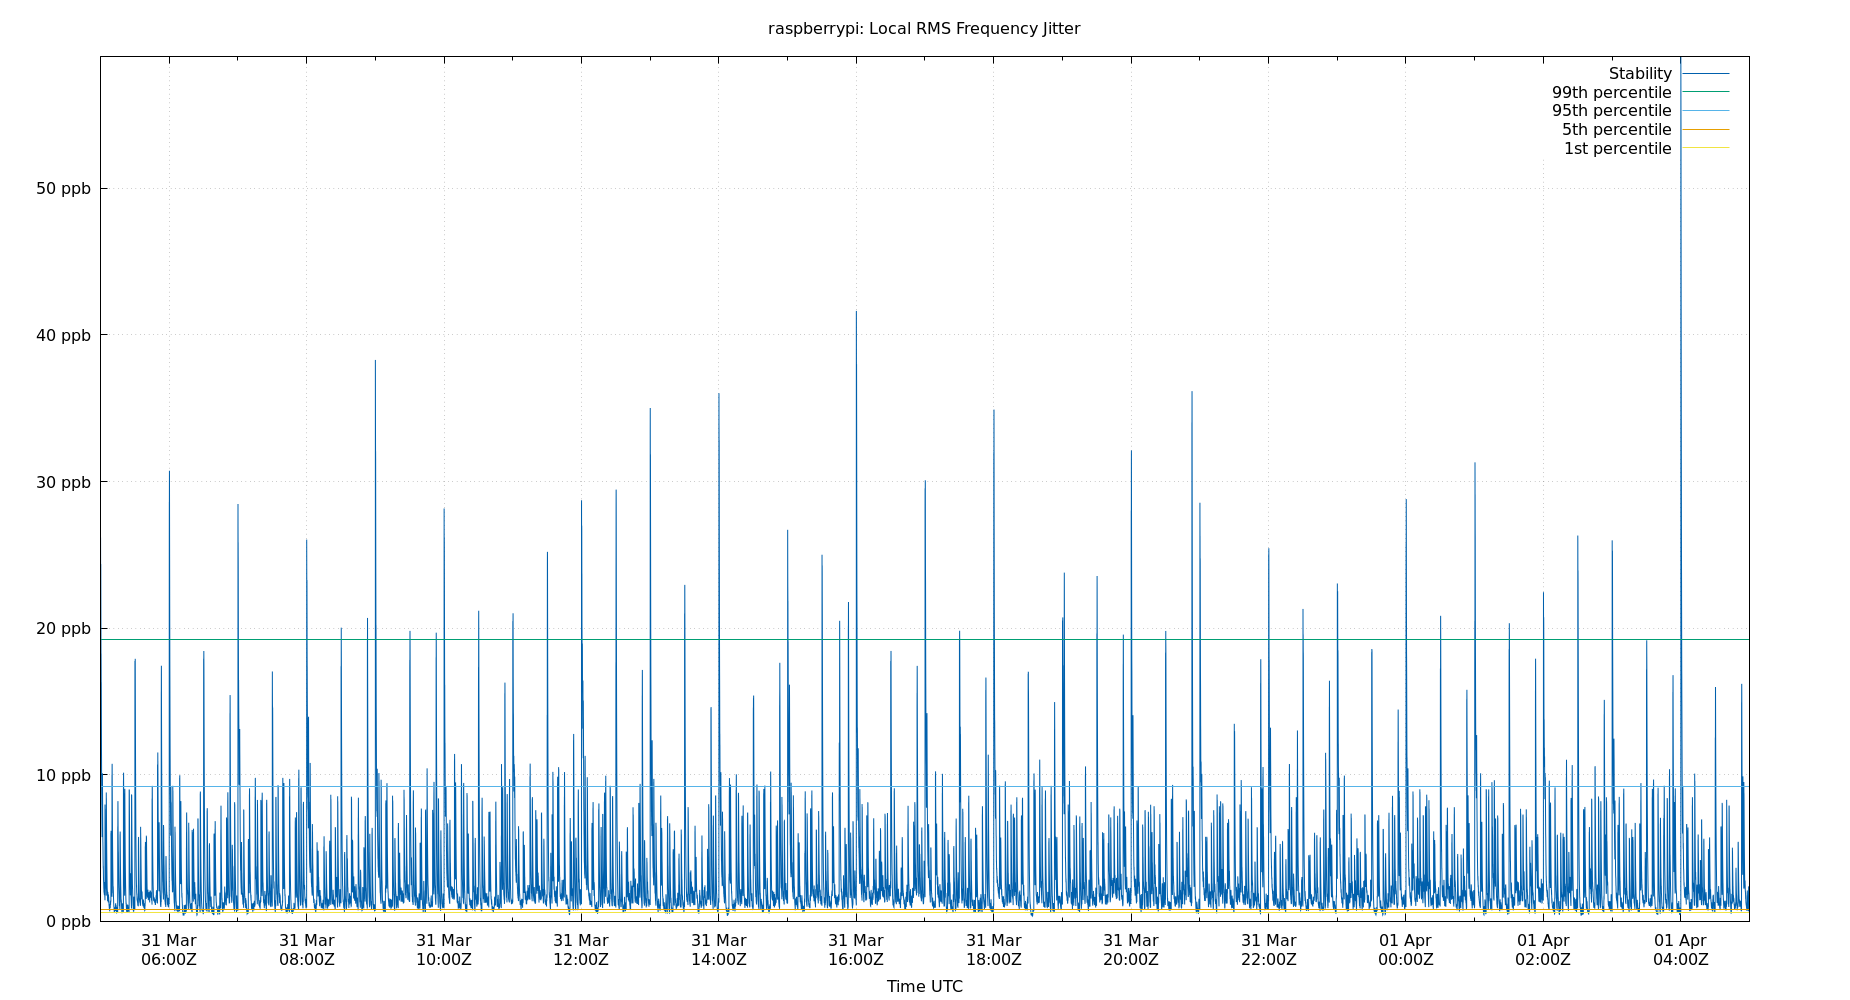 raspberrypi: Local RMS Frequency Jitter
Stability
99th percentile
95th percentile
5th percentile
1st percentile
50 ppb
40 ppb
30 ppb
20 ppb
10 ppb
0 ppb
31 Mar 31 Mar 31 Mar 31 Mar 31 Mar 31 Mar 31 Mar 31 Mar 31 Mar 01 Apr 01 Apr 01 Apr
06:00Z 08:00Z 10:00Z 12:00Z 14:00Z 16:00Z 18:00Z 20:00Z 22:00Z 00:00Z 02:00Z 04:00Z
Time UTC